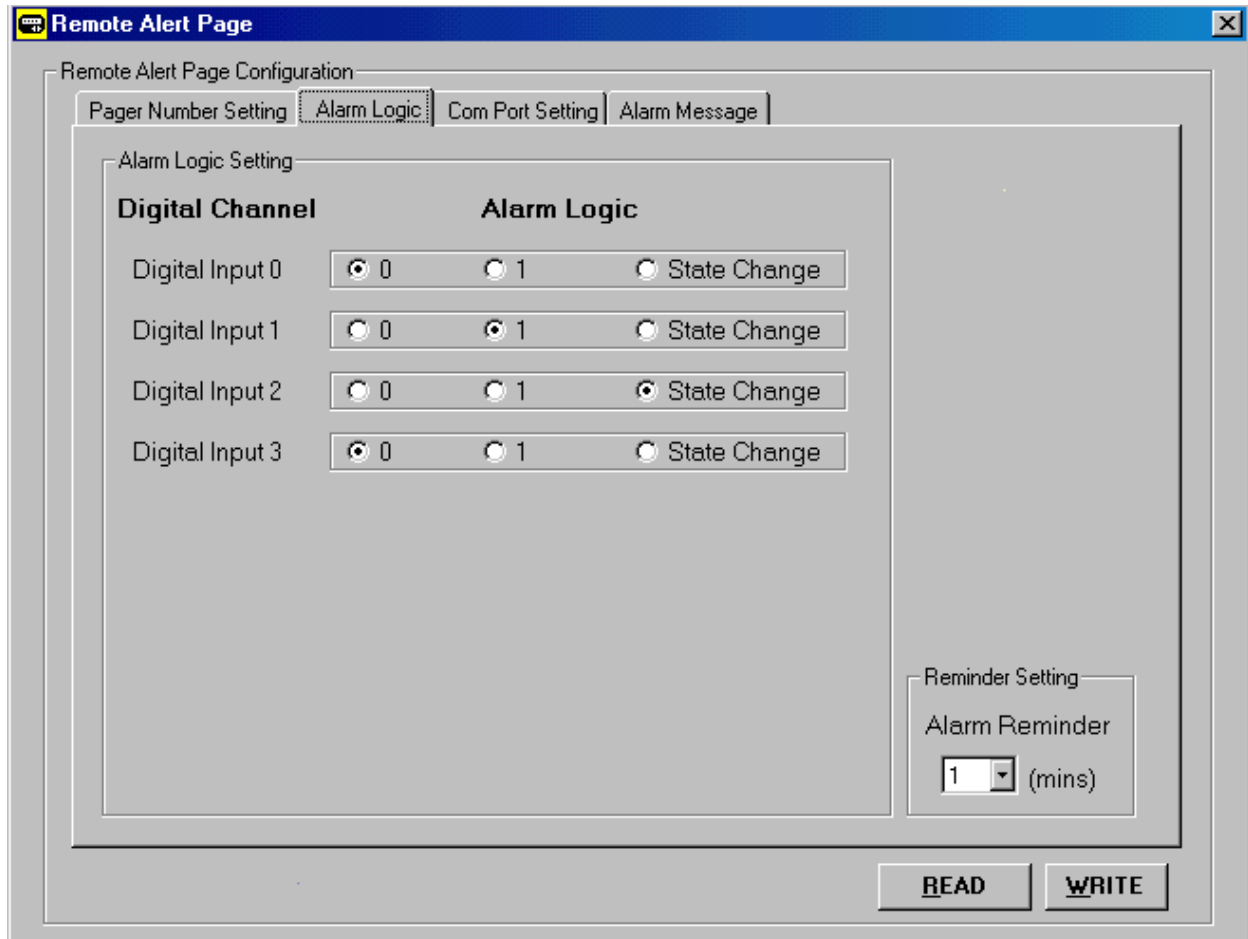 Remote Alert Page
Remote Alert Page Configuration
Pager Number Setting Alarm Logic Com Port Setting Alarm Message
Alarm Logic Setting
Digital Channel Alarm Logic
Digital Input 0 0 1 State Change
Digital Input 1 0 1 State Change
Digital Input 2 0 1 State Change
Digital Input 3 0 1 State Change
Reminder Setting
Alarm Reminder
1 (mins)
READ WRITE